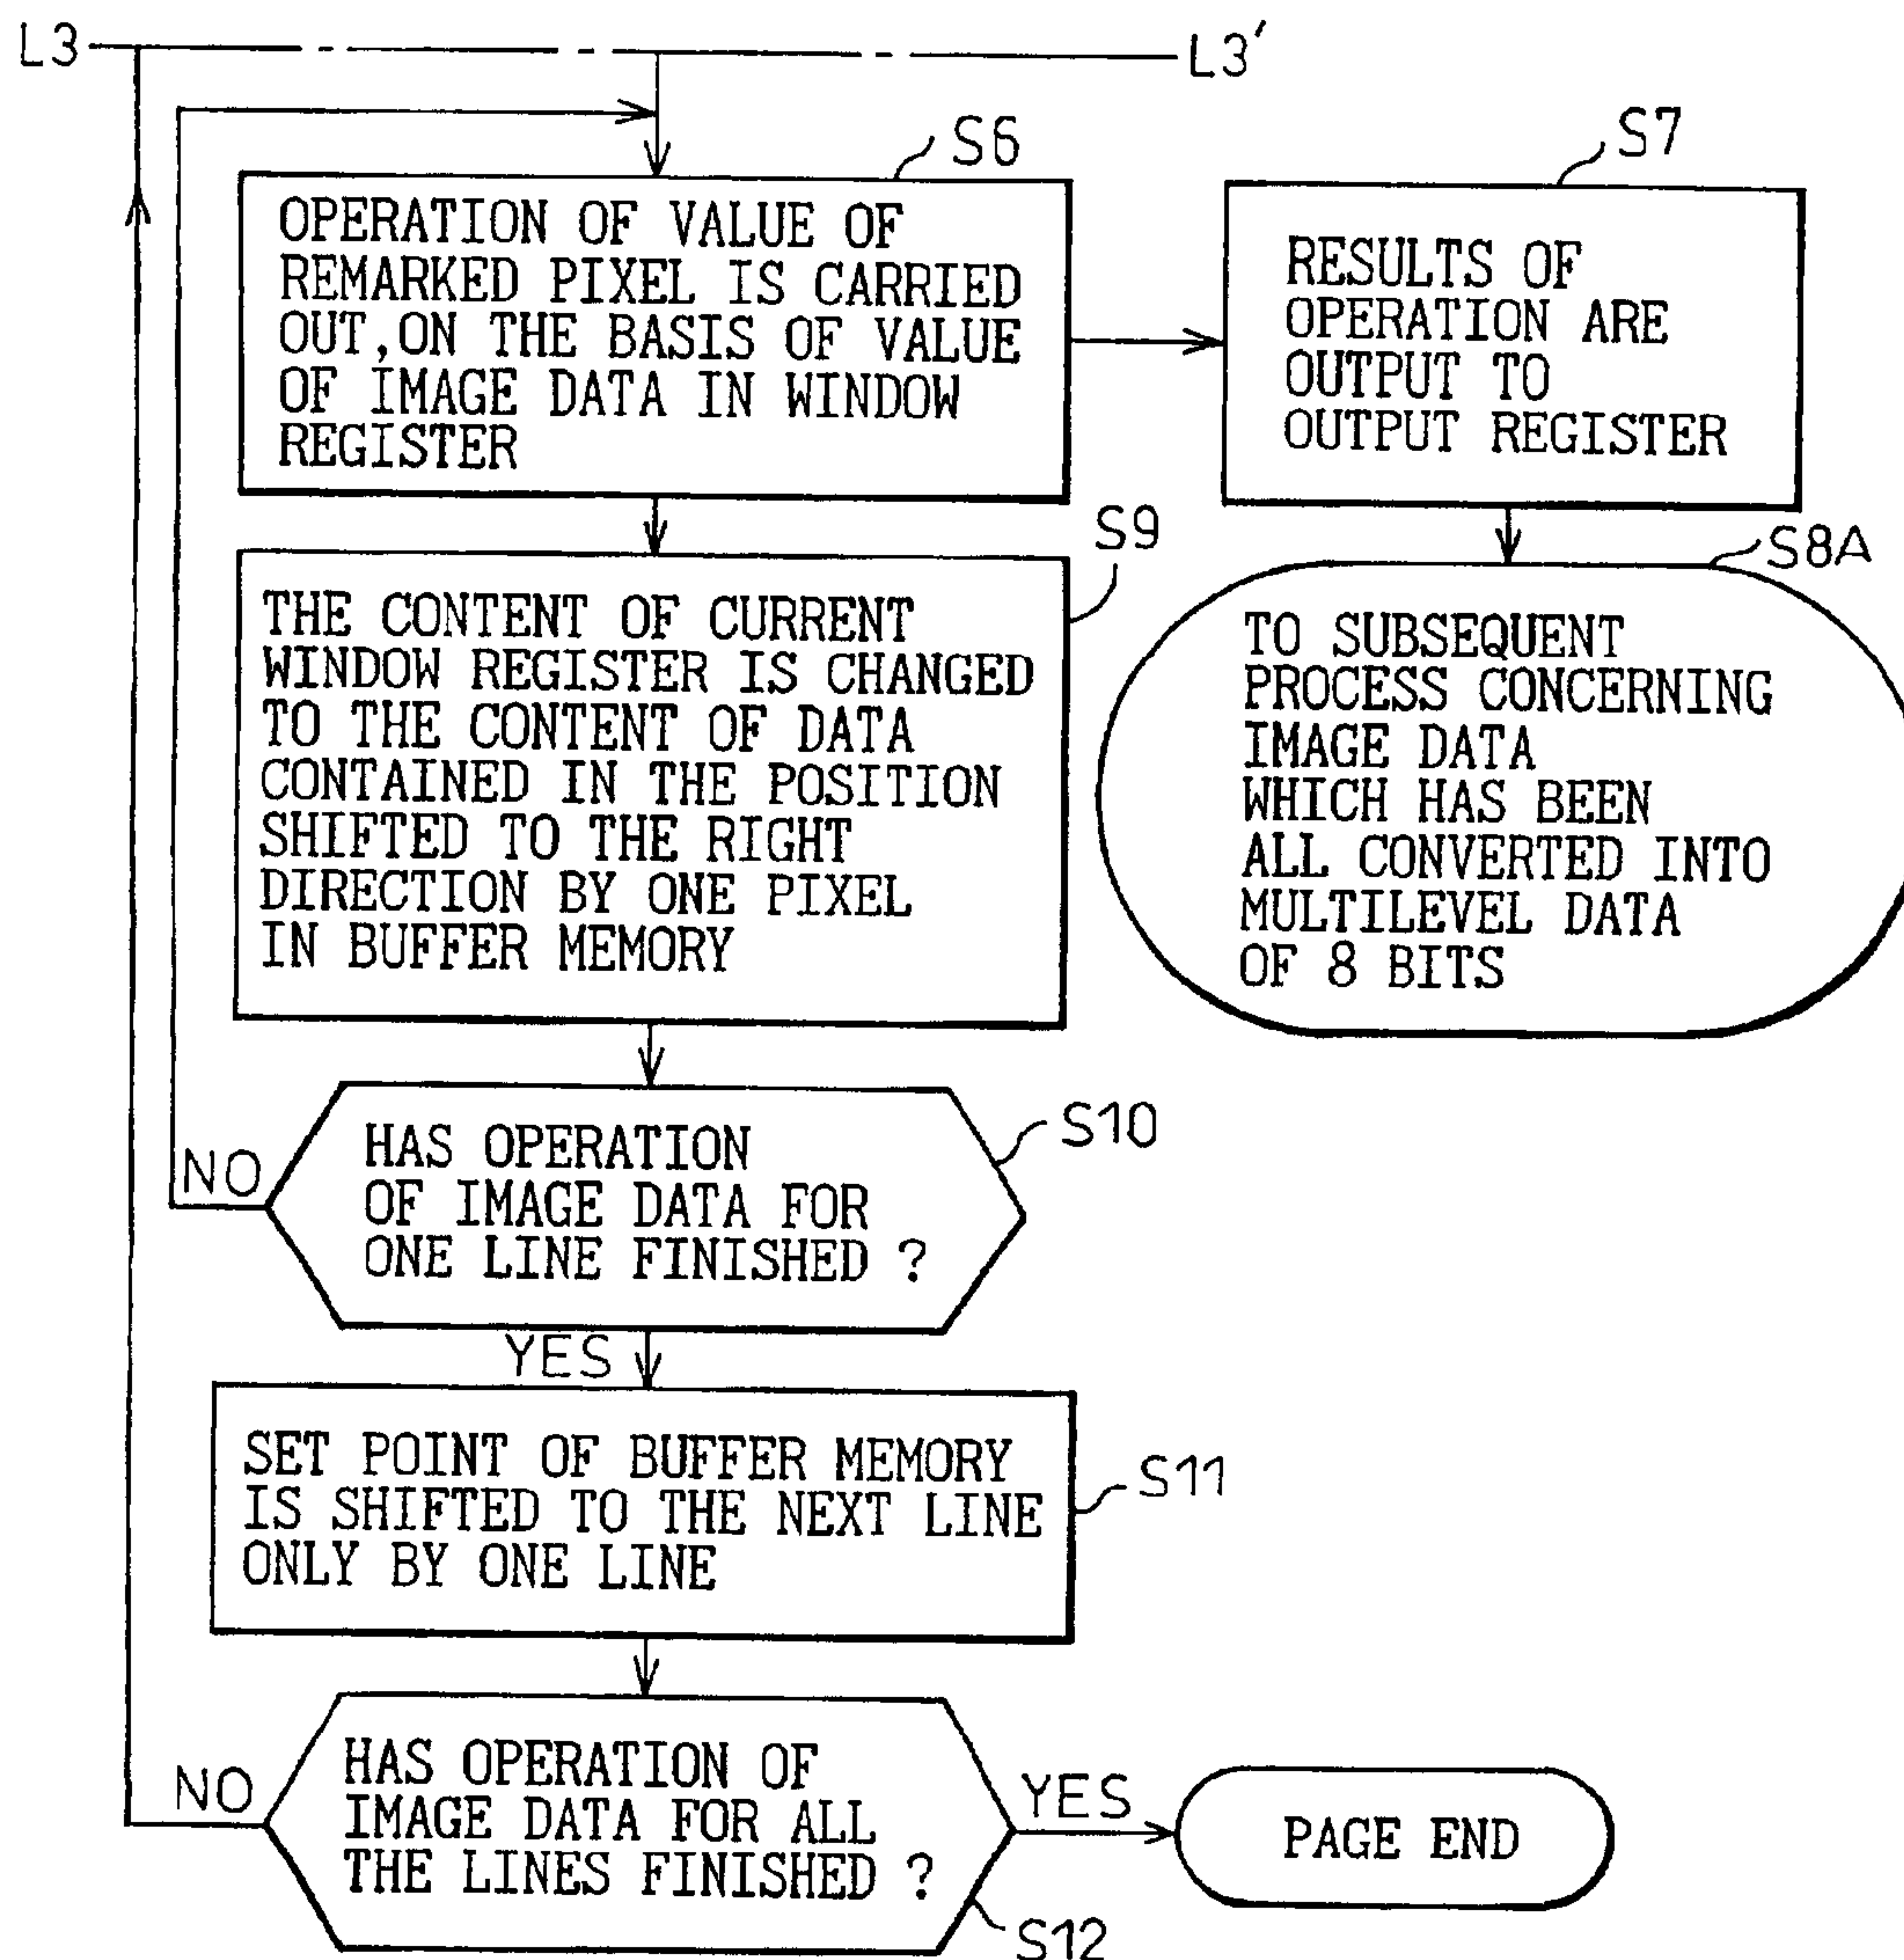 L3
L3′
S6
OPERATION OF VALUE OF
REMARKED PIXEL IS CARRIED
OUT, ON THE BASIS OF VALUE
OF IMAGE DATA IN WINDOW
REGISTER
S7
RESULTS OF
OPERATION ARE
OUTPUT TO
OUTPUT REGISTER
S9
THE CONTENT OF CURRENT
WINDOW REGISTER IS CHANGED
TO THE CONTENT OF DATA
CONTAINED IN THE POSITION
SHIFTED TO THE RIGHT
DIRECTION BY ONE PIXEL
IN BUFFER MEMORY
S8A
TO SUBSEQUENT
PROCESS CONCERNING
IMAGE DATA
WHICH HAS BEEN
ALL CONVERTED INTO
MULTILEVEL DATA
OF 8 BITS
S10
NO
HAS OPERATION
OF IMAGE DATA FOR
ONE LINE FINISHED ?
YES
SET POINT OF BUFFER MEMORY
IS SHIFTED TO THE NEXT LINE
ONLY BY ONE LINE
S11
NO
HAS OPERATION OF
IMAGE DATA FOR ALL
THE LINES FINISHED ?
YES
PAGE END
S12